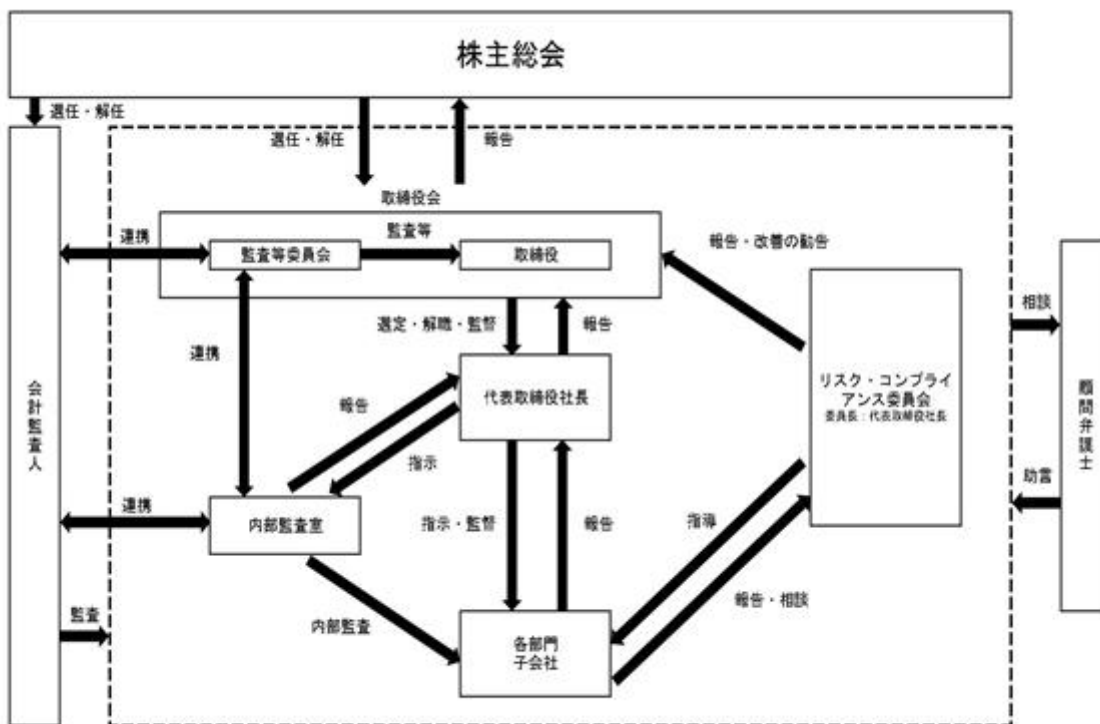 株主総会
選任・解任
選任・解任
報告
取締役会
連携
監査等委員会
監査等
取締役
報告・改善の勧告
選定・解職・監督
報告
相談
連携
報告
代表取締役社長
リスク・コンプライ
アンス委員会
委員長：代表取締役社長
会計監査人
顧問弁護士
指示
連携
内部監査室
指示・監督
報告
指導
助言
報告・相談
監査
内部監査
各部門
子会社